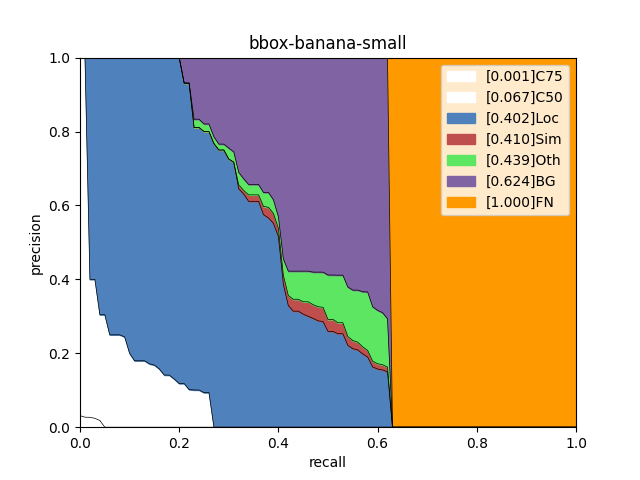 bbox-banana-small
1.0
0.8
0.6
0.4
0.2
0.0
precision
[0.001]C75
[0.067]C50
[0.402]Loc
[0.410]Sim
[0.439]Oth
[0.624]BG
[1.000]FN
0.0 0.2 0.4 0.6 0.8 1.0
recall